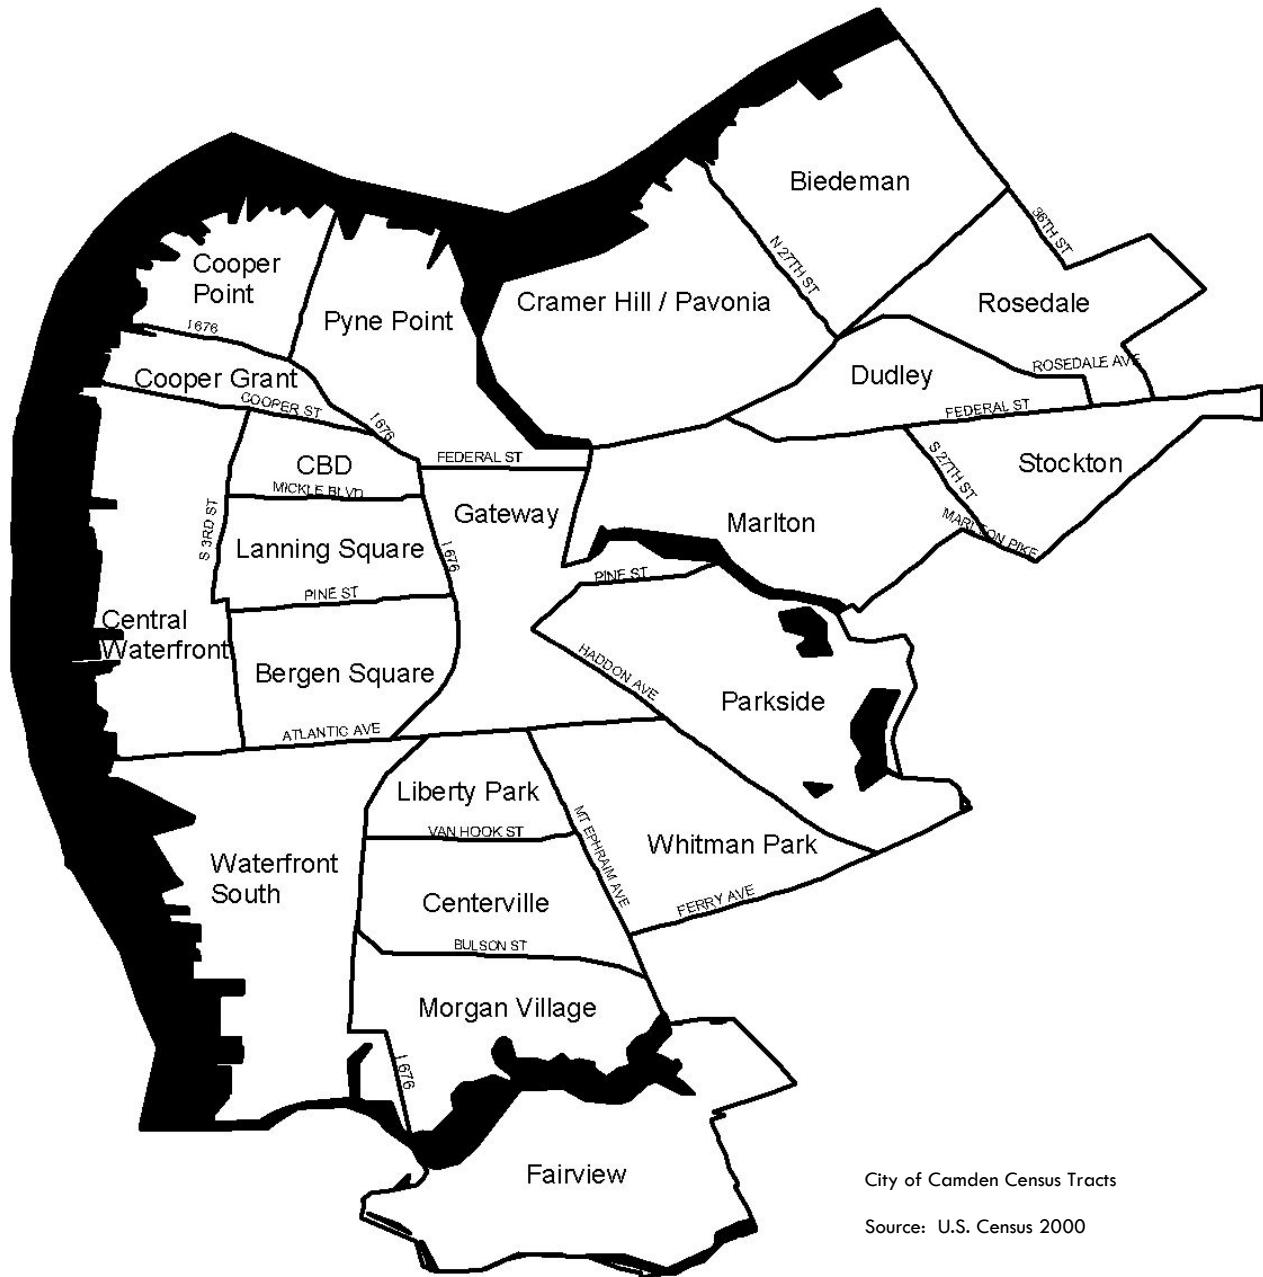 Biedeman
36TH ST
N 27TH ST
Cooper
Point
Rosedale
Cramer Hill / Pavonia
Pyne Point
I 676
ROSEDALE AVE
Dudley
Cooper Grant
COOPER ST
FEDERAL ST
I 676
FEDERAL ST
CBD
Stockton
S 27TH ST
MICKLE BLVD
Gateway
Marlton
MARLTON PIKE
S 3RD ST
Lanning Square
I 676
PINE ST
PINE ST
Central
Waterfront
Bergen Square
HADDON AVE
Parkside
ATLANTIC AVE
Liberty Park
VAN HOOK ST
MT EPHRAIM AVE
Whitman Park
Waterfront
South
Centerville
FERRY AVE
BULSON ST
Morgan Village
I 676
Fairview
City of Camden Census Tracts
Source: U.S. Census 2000